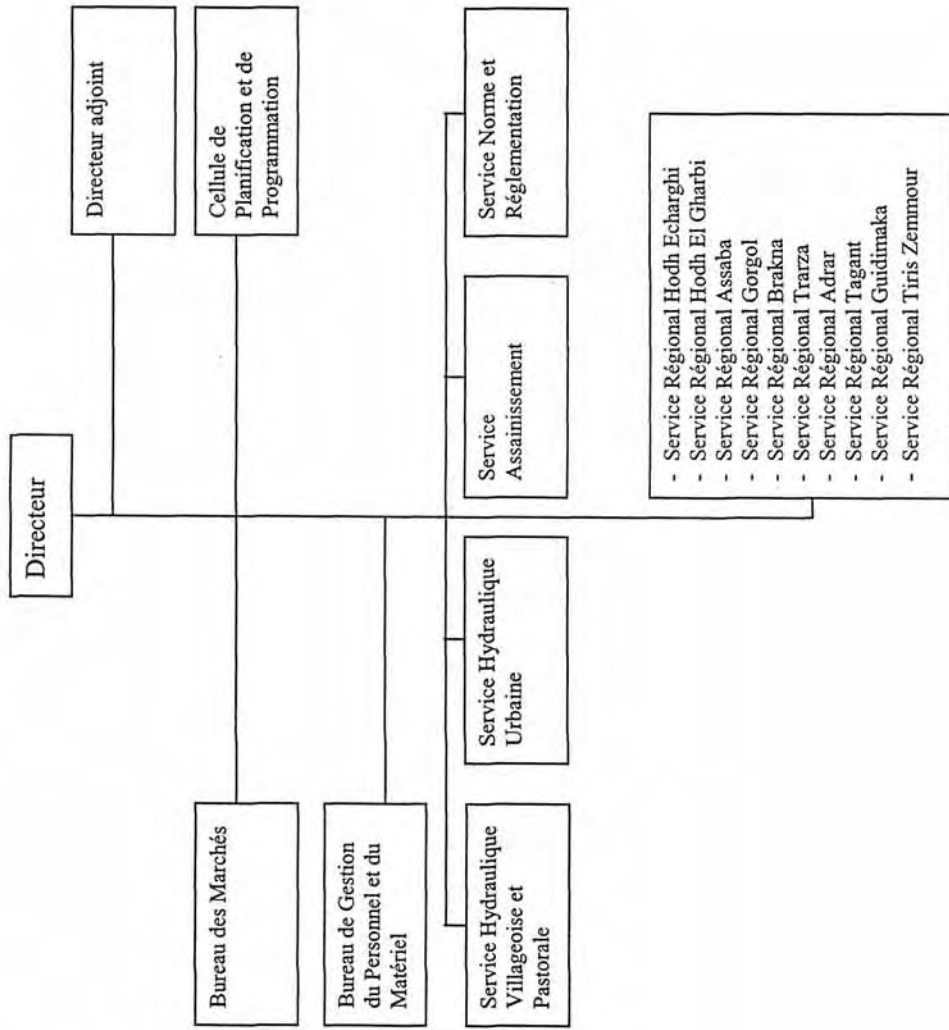 Directeur
Directeur adjoint
Bureau des Marchés
Cellule de
Planification et de
Programmation
Bureau de Gestion
du Personnel et du
Matériel
Service Hydraulique
Villageoise et
Pastorale
Service Hydraulique
Urbaine
Service
Assainissement
Service Norme et
Réglementation
- Service Régional Hodh Echarghi
- Service Régional Hodh El Gharbi
- Service Régional Assaba
- Service Régional Gorgol
- Service Régional Brakna
- Service Régional Trarza
- Service Régional Adrar
- Service Régional Tagant
- Service Régional Guidimaka
- Service Régional Tiris Zemmour